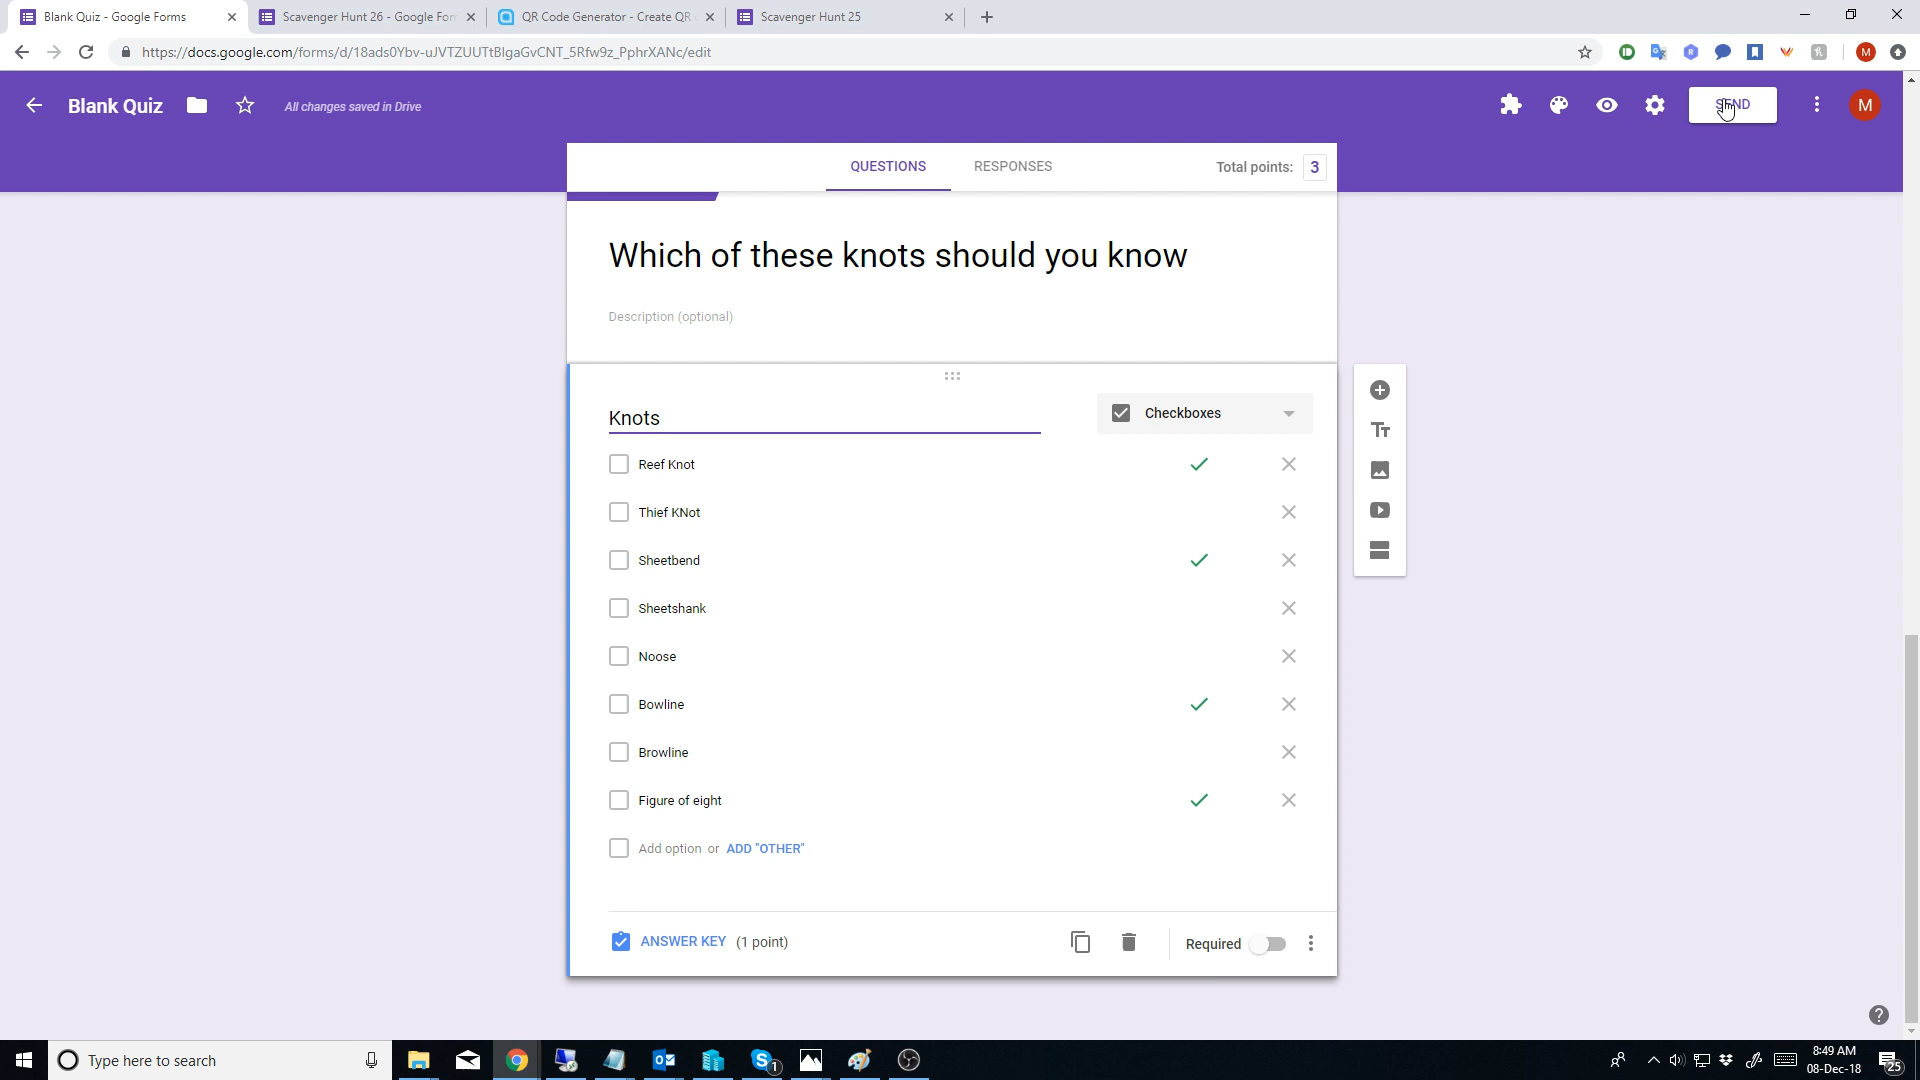 Blank Quiz - Google Forms
Scavenger Hunt 26 - Google For
QR Code Generator - Create QR
Scavenger Hunt 25
https://docs.google.com/forms/d/18ads0Ybv-uJVTZUUTtBlgaGvCNT_5Rfw9z_PphrXANc/edit
M
Blank Quiz
All changes saved in Drive
SEND
M
QUESTIONS
RESPONSES
Total points: 3
Which of these knots should you know
Description (optional)
Knots
Checkboxes
Reef Knot
Thief KNot
Sheetbend
Sheetshank
Noose
Bowline
Browline
Figure of eight
Add option or ADD "OTHER"
ANSWER KEY (1 point)
Required
Type here to search
1
8:49 AM
08-Dec-18
25